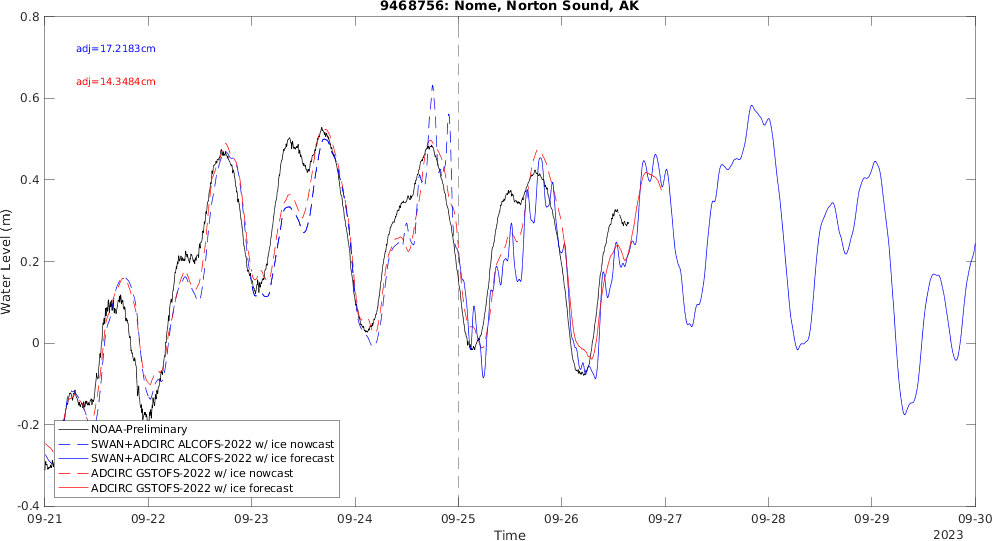 9468756: Nome, Norton Sound, AK
0.8
adj=17.2183cm
adj=14.3484cm
0.6
0.4
0.2
0
-0.2
-0.4
Water Level (m)
NOAA-Preliminary
SWAN+ADCIRC ALCOFS-2022 w/ ice nowcast
SWAN+ADCIRC ALCOFS-2022 w/ ice forecast
ADCIRC GSTOFS-2022 w/ ice nowcast
ADCIRC GSTOFS-2022 w/ ice forecast
09-21 09-22 09-23 09-24 09-25 09-26 09-27 09-28 09-29 09-30
Time
2023